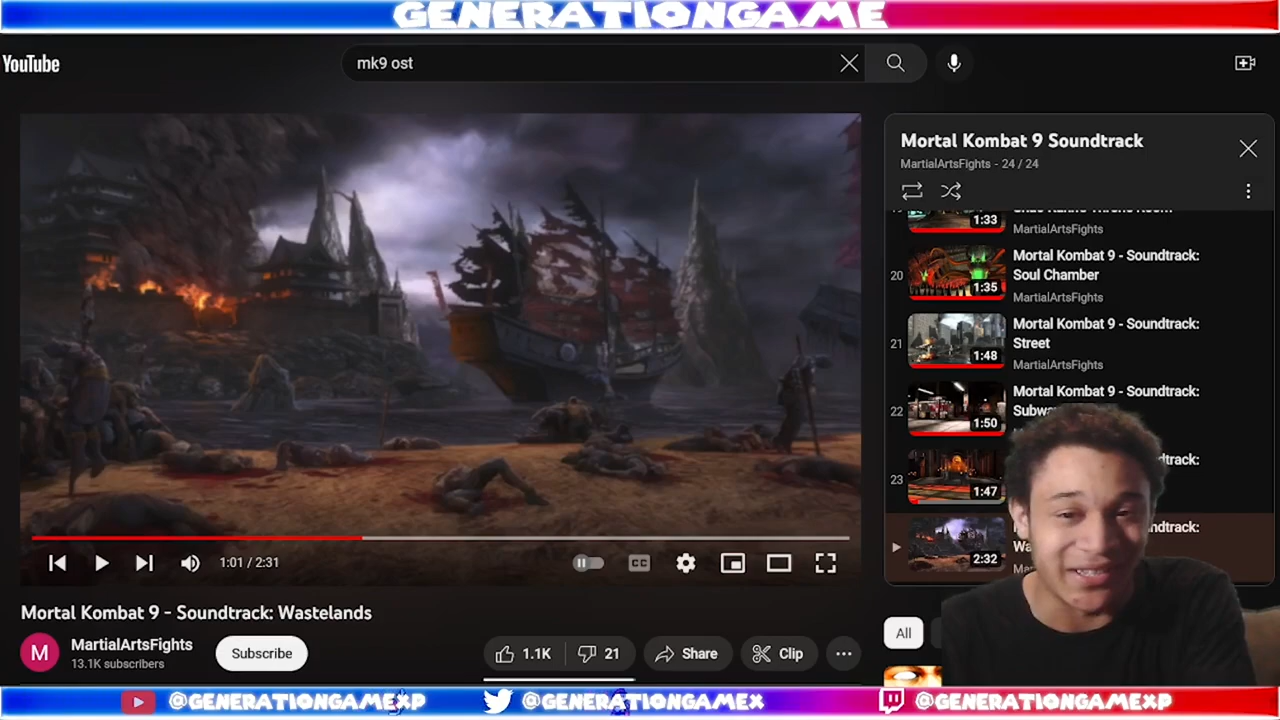 GENERATIONGAME
YouTube
mk9 ost
Mortal Kombat 9 Soundtrack
MartialArtsFights - 24 / 24
1:33
MartialArtsFights
20
1:35
Mortal Kombat 9 - Soundtrack:
Soul Chamber
MartialArtsFights
21
1:48
Mortal Kombat 9 - Soundtrack:
Street
MartialArtsFights
22
1:50
Mortal Kombat 9 - Soundtrack:
23
1:47
2:32
1:01 / 2:31
CC
Mortal Kombat 9 - Soundtrack: Wastelands
M
MartialArtsFights
13.1K subscribers
Subscribe
1.1K
21
Share
Clip
All
@GENERATIONGAMEXP
@GENERATIONGAMEX
@GENERATIONGAMEXP